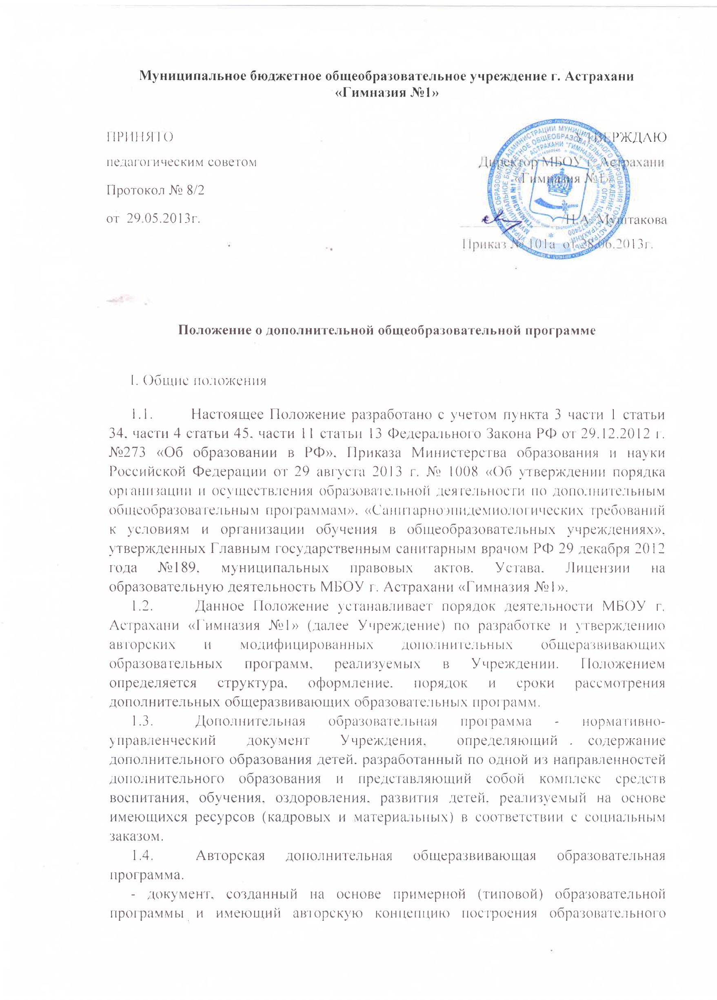 Муниципальное бюджетное общеобразовательное учреждение г. Астрахани
«Гимназия №1»
ПРИНЯТО
педагогическим советом
Протокол № 8/2
от 29.05.2013г.
УТВЕРЖДАЮ
Директор МБОУ г. Астрахани
«Гимназия №1»
Н.А. Муштакова
Приказ № 101а от 28.06.2013г.
Положение о дополнительной общеобразовательной программе
I. Общие положения
1.1. Настоящее Положение разработано с учетом пункта 3 части 1 статьи
34, части 4 статьи 45, части 11 статьи 13 Федерального Закона РФ от 29.12.2012 г.
№273 «Об образовании в РФ», Приказа Министерства образования и науки
Российской Федерации от 29 августа 2013 г. № 1008 «Об утверждении порядка
организации и осуществления образовательной деятельности по дополнительным
общеобразовательным программам», «Санитарноэпидемиологических требований
к условиям и организации обучения в общеобразовательных учреждениях»,
утвержденных Главным государственным санитарным врачом РФ 29 декабря 2012
года №189, муниципальных правовых актов, Устава, Лицензии на
образовательную деятельность МБОУ г. Астрахани «Гимназия №1».
1.2. Данное Положение устанавливает порядок деятельности МБОУ г.
Астрахани «Гимназия №1» (далее Учреждение) по разработке и утверждению
авторских и модифицированных дополнительных общеразвивающих
образовательных программ, реализуемых в Учреждении. Положением
определяется структура, оформление, порядок и сроки рассмотрения
дополнительных общеразвивающих образовательных программ.
1.3. Дополнительная образовательная программа - нормативно-
управленческий документ Учреждения, определяющий содержание
дополнительного образования детей, разработанный по одной из направленностей
дополнительного образования и представляющий собой комплекс средств
воспитания, обучения, оздоровления, развития детей, реализуемый на основе
имеющихся ресурсов (кадровых и материальных) в соответствии с социальным
заказом.
1.4. Авторская дополнительная общеразвивающая образовательная
программа.
- документ, созданный на основе примерной (типовой) образовательной
программы и имеющий авторскую концепцию построения образовательного